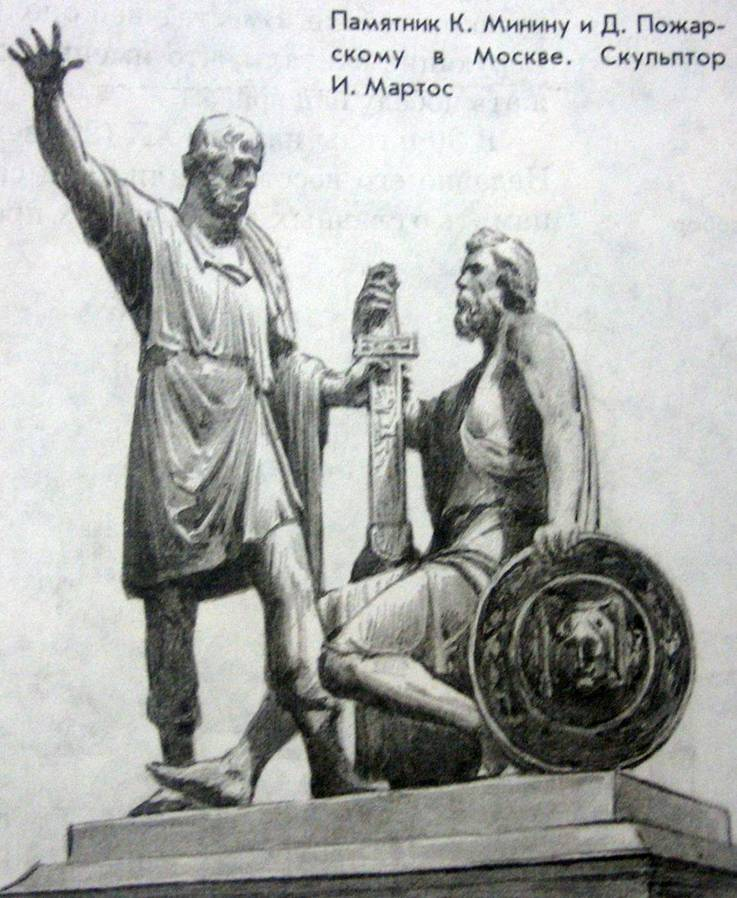 Памятник К. Минину и Д. Пожар-
скому в Москве. Скульптор
И. Мартос